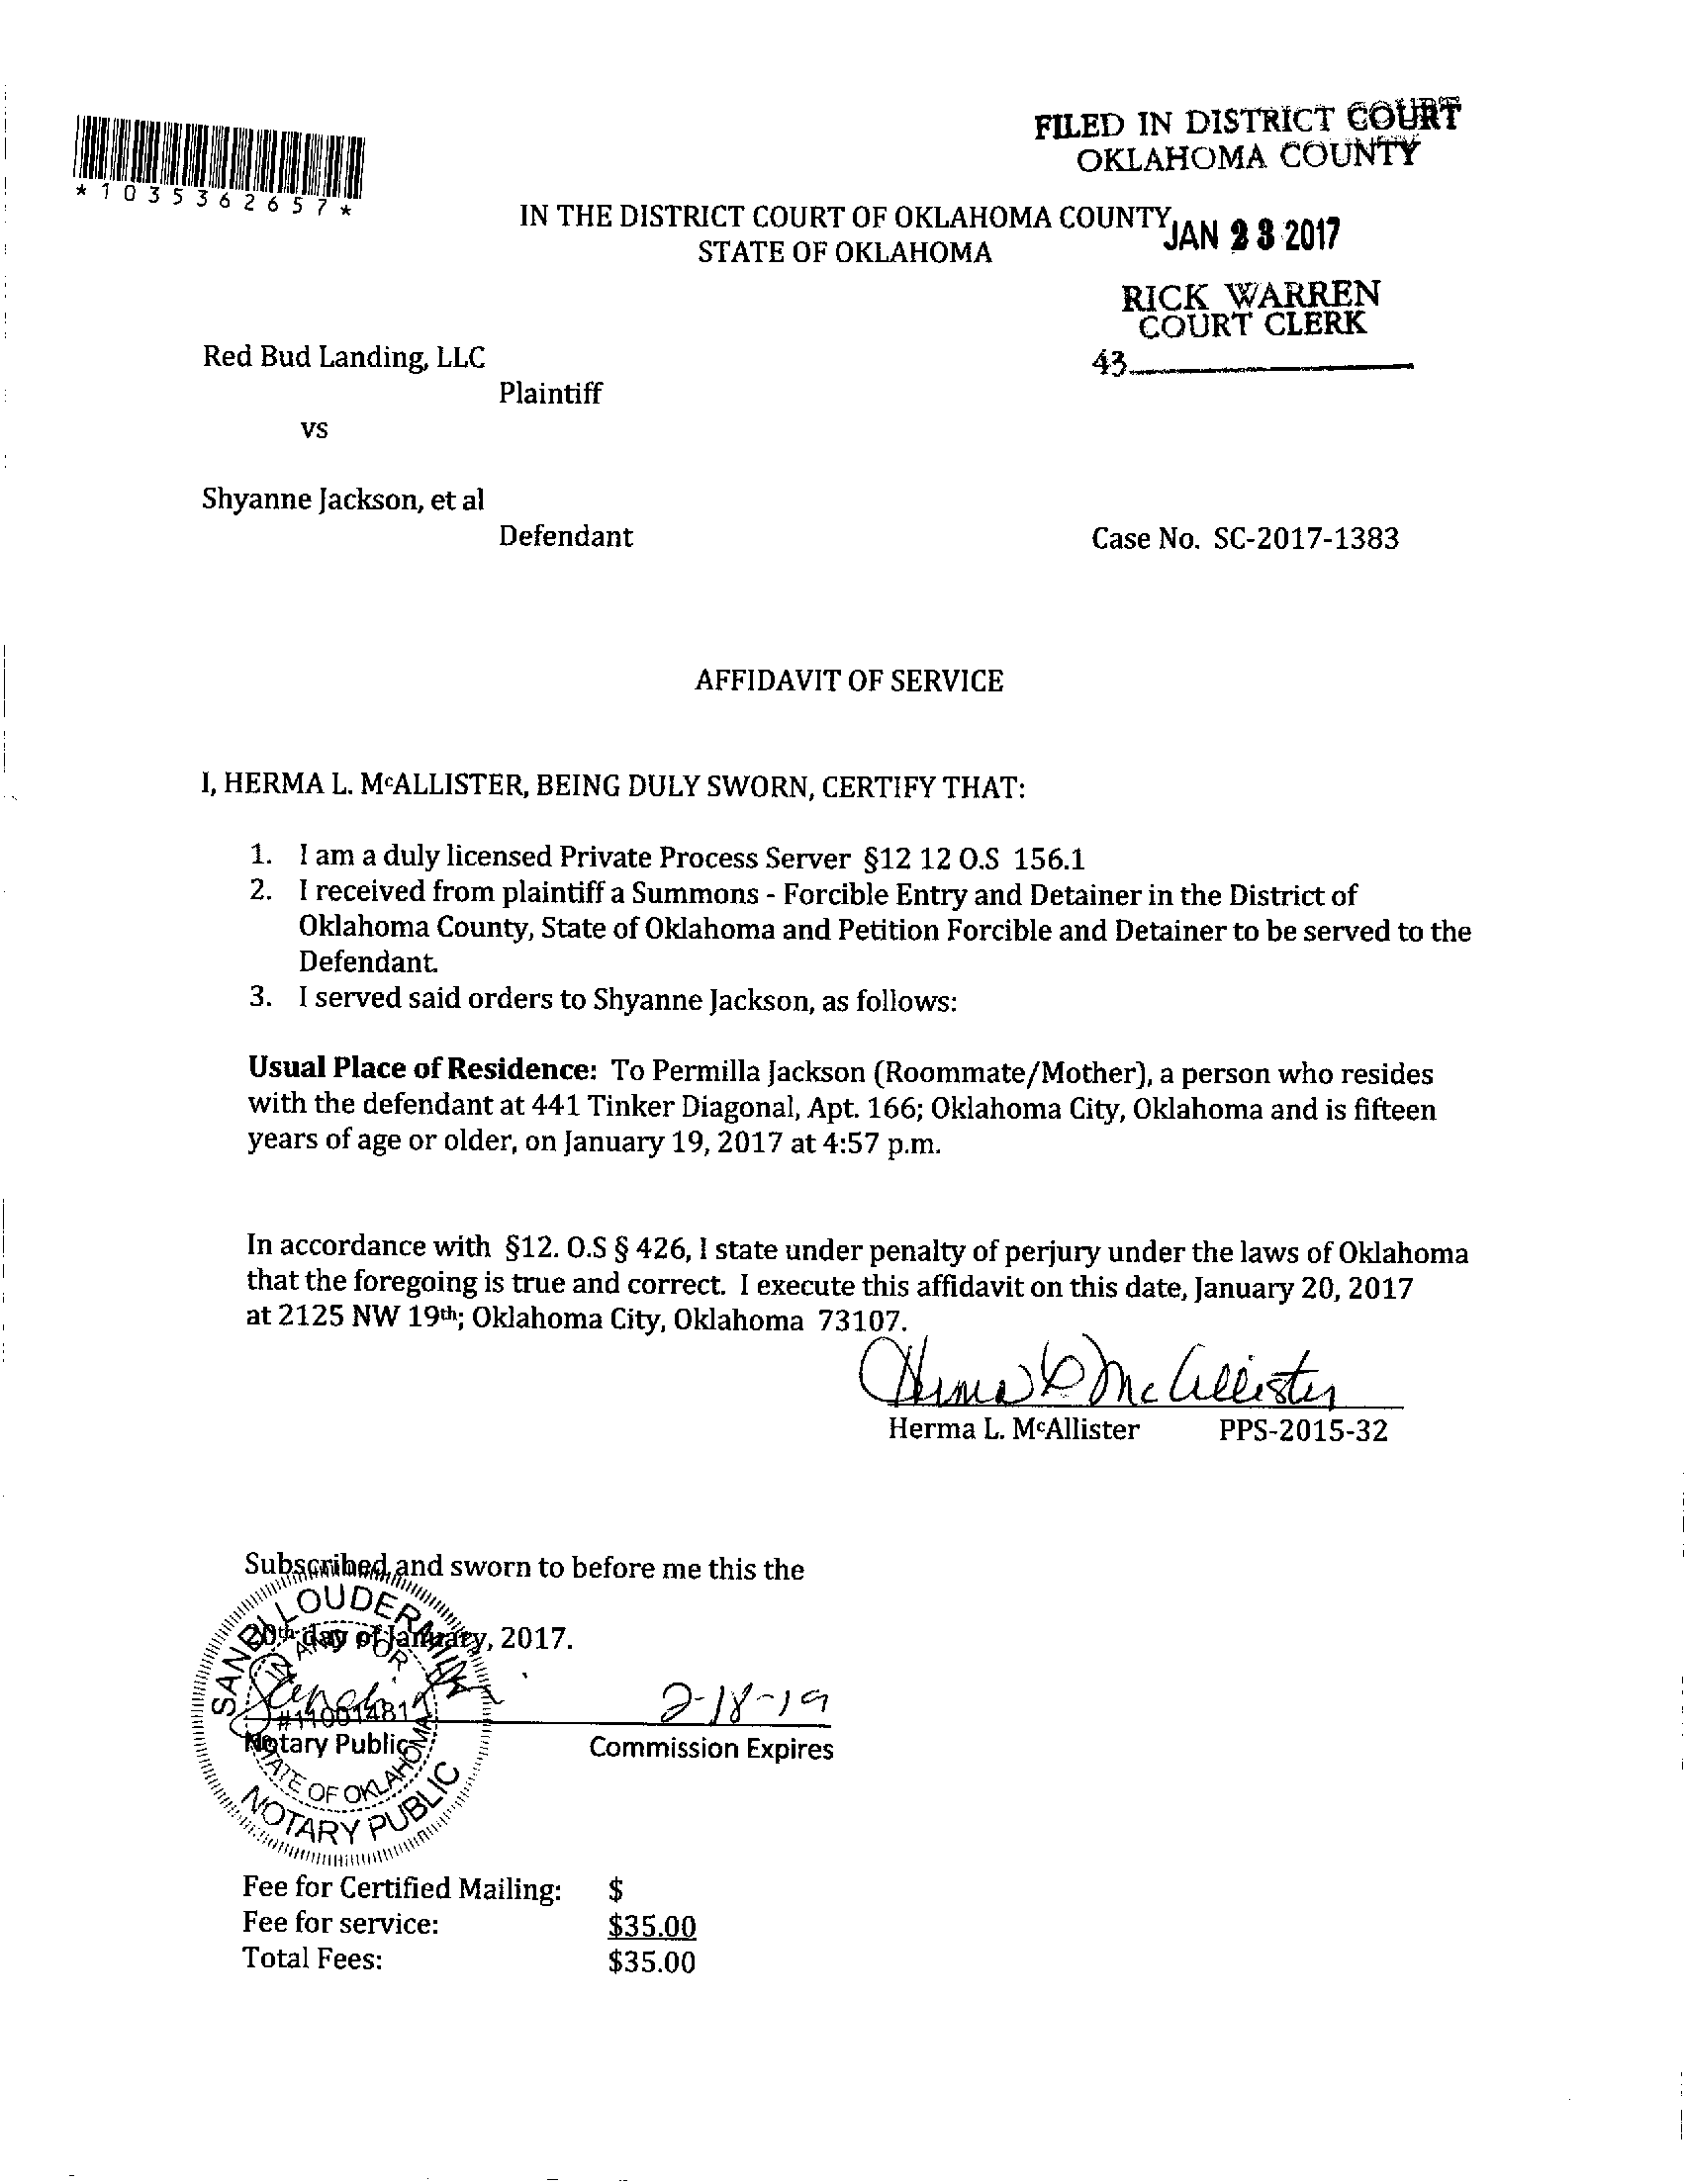 FILED IN DISTRICT COURT
OKLAHOMA COUNTY
*1035362657*
IN THE DISTRICT COURT OF OKLAHOMA COUNTY
JAN 23 2017
STATE OF OKLAHOMA
RICK WARREN
COURT CLERK
43
Red Bud Landing, LLC
Plaintiff
vs
Shyanne Jackson, et al
Defendant
Case No. SC-2017-1383
AFFIDAVIT OF SERVICE
I, HERMA L. McALLISTER, BEING DULY SWORN, CERTIFY THAT:
1. I am a duly licensed Private Process Server §12 12 O.S 156.1
2. I received from plaintiff a Summons - Forcible Entry and Detainer in the District of
Oklahoma County, State of Oklahoma and Petition Forcible and Detainer to be served to the
Defendant.
3. I served said orders to Shyanne Jackson, as follows:
Usual Place of Residence: To Permilla Jackson (Roommate/Mother), a person who resides
with the defendant at 441 Tinker Diagonal, Apt. 166; Oklahoma City, Oklahoma and is fifteen
years of age or older, on January 19, 2017 at 4:57 p.m.
In accordance with §12. O.S § 426, I state under penalty of perjury under the laws of Oklahoma
that the foregoing is true and correct. I execute this affidavit on this date, January 20, 2017
at 2125 NW 19th; Oklahoma City, Oklahoma 73107.
Herma L McAllister
Herma L. McAllister PPS-2015-32
Subscribed and sworn to before me this the
20th day of January, 2017.
SANDI LOUDERMILK
IN AND FOR
#11001481
STATE OF OKLAHOMA
NOTARY PUBLIC
2-18-19
Notary Public
Commission Expires
Fee for Certified Mailing: $
Fee for service: $35.00
Total Fees: $35.00